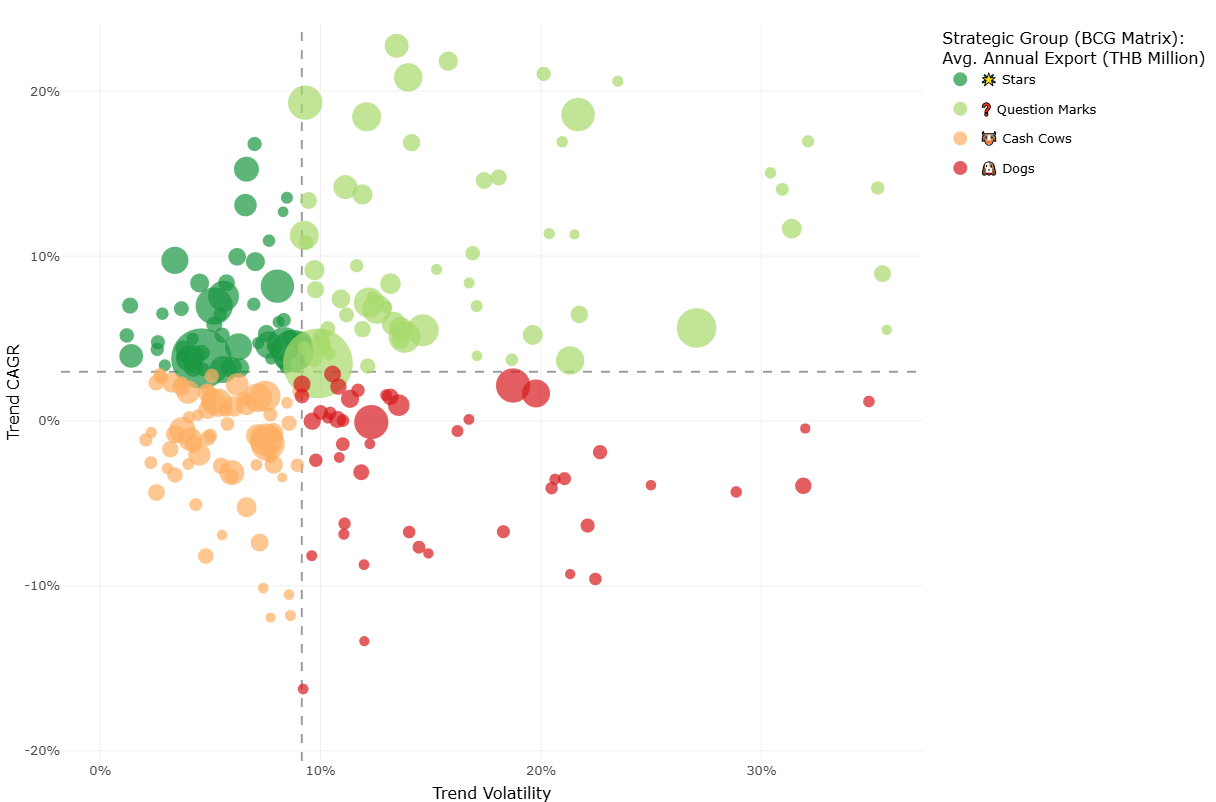 Strategic Group (BCG Matrix):
Avg. Annual Export (THB Million)
🌟 Stars
❓ Question Marks
🐮 Cash Cows
🐶 Dogs
Trend CAGR
20%
10%
0%
-10%
-20%
0%
10%
20%
30%
Trend Volatility